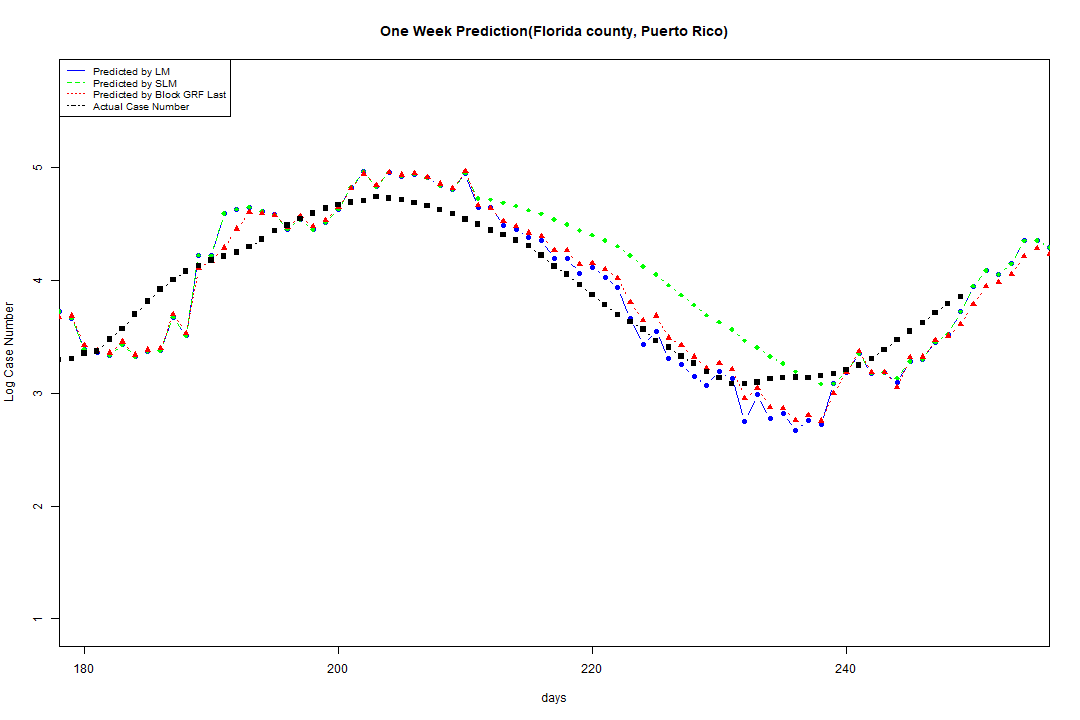 One Week Prediction(Florida county, Puerto Rico)
Predicted by LM
Predicted by SLM
Predicted by Block GRF Last
Actual Case Number
5
4
3
2
1
Log Case Number
180
200
220
240
days